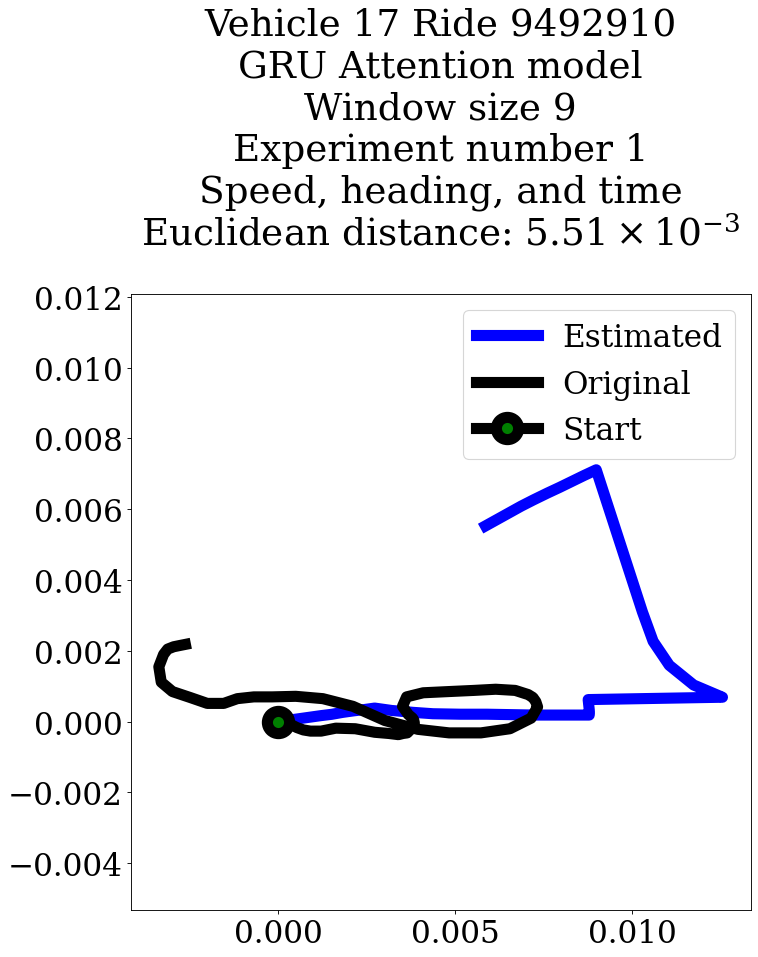 Vehicle 17 Ride 9492910
GRU Attention model
Window size 9
Experiment number 1
Speed, heading, and time
Euclidean distance: 5.51 × 10⁻³
0.012
0.010
0.008
0.006
0.004
0.002
0.000
−0.002
−0.004
Estimated
Original
Start
0.000 0.005 0.010